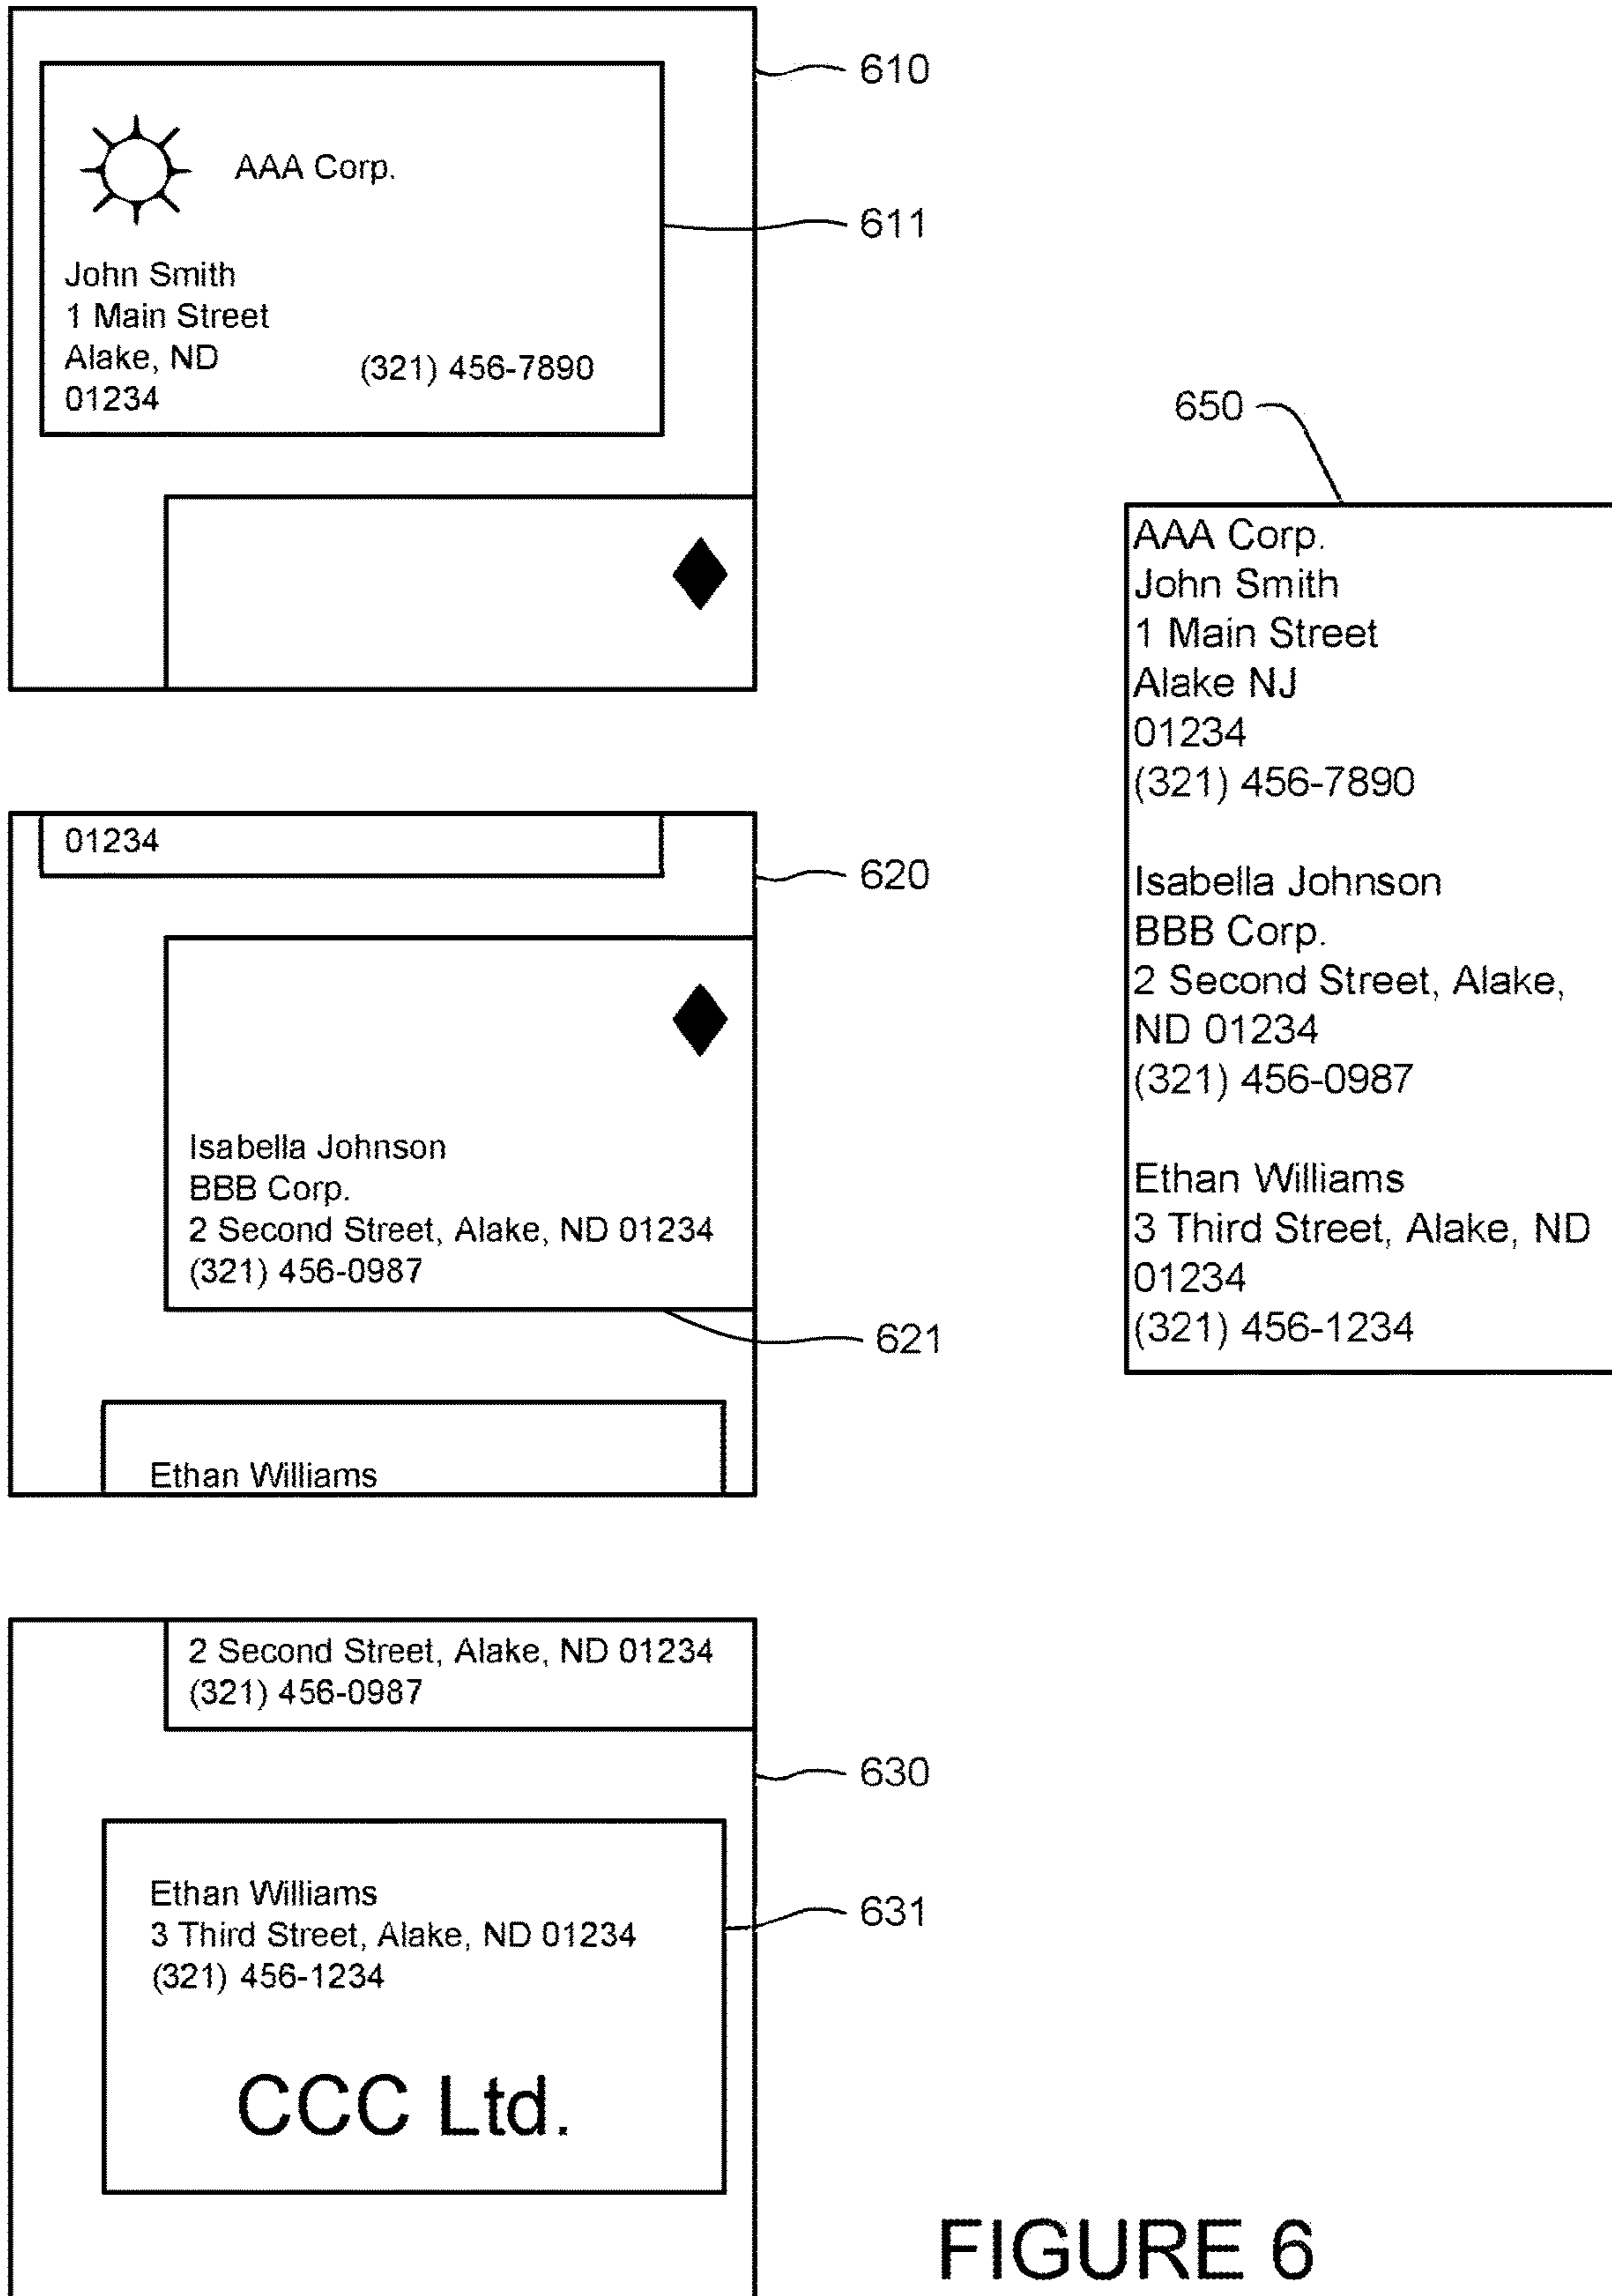 610
AAA Corp.
611
John Smith
1 Main Street
Alake, ND
(321) 456-7890
01234
650
AAA Corp.
John Smith
1 Main Street
Alake NJ
01234
(321) 456-7890
Isabella Johnson
BBB Corp.
2 Second Street, Alake,
ND 01234
(321) 456-0987
Ethan Williams
3 Third Street, Alake, ND
01234
(321) 456-1234
01234
620
Isabella Johnson
BBB Corp.
2 Second Street, Alake, ND 01234
(321) 456-0987
621
Ethan Williams
2 Second Street, Alake, ND 01234
(321) 456-0987
630
Ethan Williams
3 Third Street, Alake, ND 01234
(321) 456-1234
631
CCC Ltd.
FIGURE 6